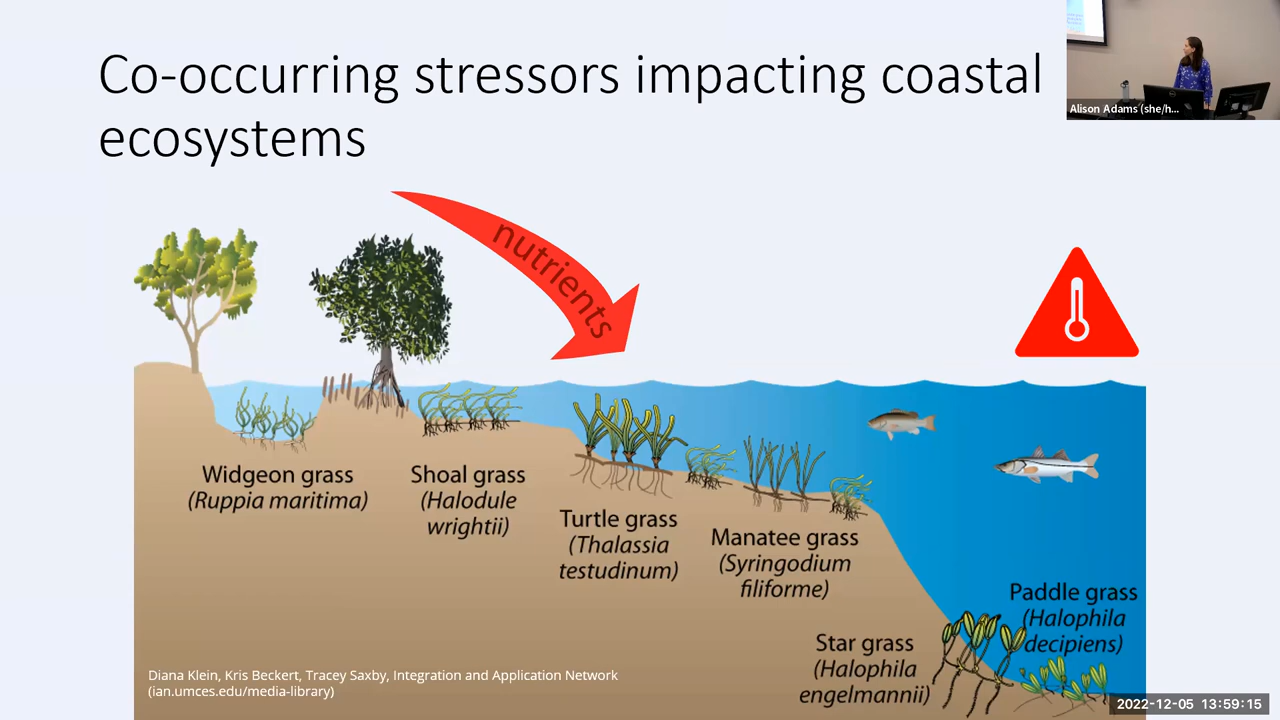 Co-occurring stressors impacting coastal
ecosystems
Alison Adams (she/h...
nutrients
Widgeon grass
(Ruppia maritima)
Shoal grass
(Halodule
wrightii)
Turtle grass
(Thalassia
testudinum)
Manatee grass
(Syringodium
filiforme)
Paddle grass
(Halophila
decipiens)
Star grass
(Halophila
engelmannii)
Diana Klein, Kris Beckert, Tracey Saxby, Integration and Application Network
(ian.umces.edu/media-library)
2022-12-05 13:59:15